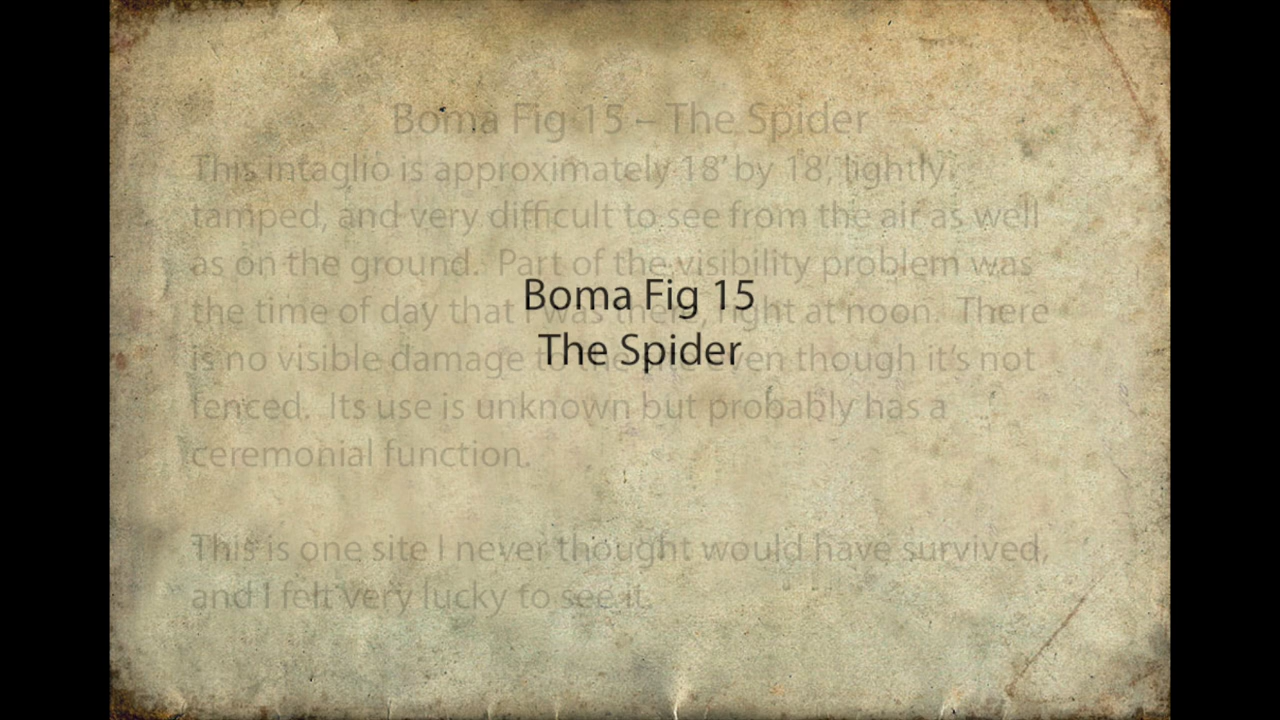 Boma Fig 15 – The Spider
This intaglio is approximately 18' by 18', lightly
tamped, and very difficult to see from the air as well
as on the ground. Part of the visibility problem was
Boma Fig 15
the time of day that I was there, right at noon. There
The Spider
is no visible damage to the even though it's not
fenced. Its use is unknown but probably has a
ceremonial function.
This is one site I never thought would have survived,
and I felt very lucky to see it.